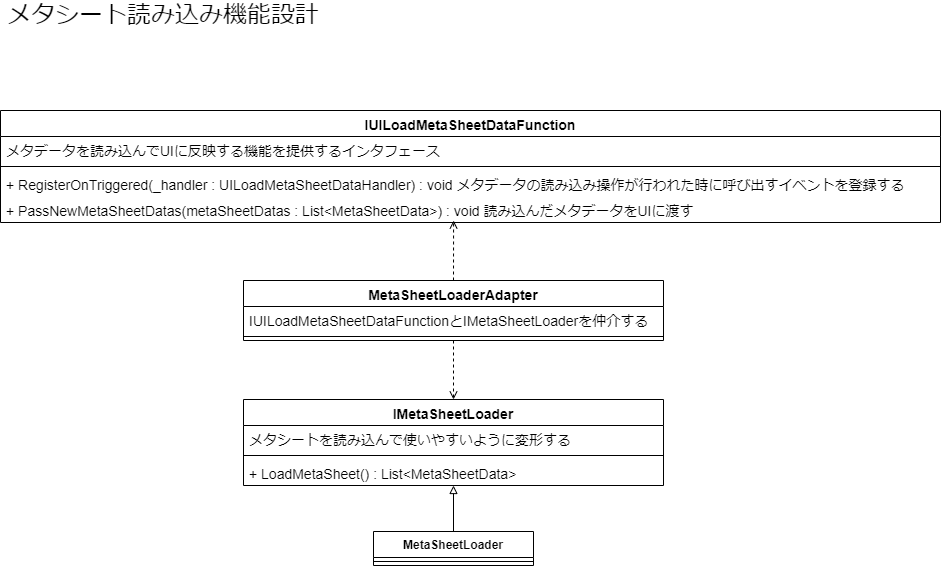 メタシート読み込み機能設計
IUILoadMetaSheetDataFunction
メタデータを読み込んでUIに反映する機能を提供するインタフェース
+ RegisterOnTriggered(_handler : UILoadMetaSheetDataHandler) : void メタデータの読み込み操作が行われた時に呼び出すイベントを登録する
+ PassNewMetaSheetDatas(metaSheetDatas : List<MetaSheetData>) : void 読み込んだメタデータをUIに渡す
MetaSheetLoaderAdapter
IUILoadMetaSheetDataFunctionとIMetaSheetLoaderを仲介する
IMetaSheetLoader
メタシートを読み込んで使いやすいように変形する
+ LoadMetaSheet() : List<MetaSheetData>
MetaSheetLoader